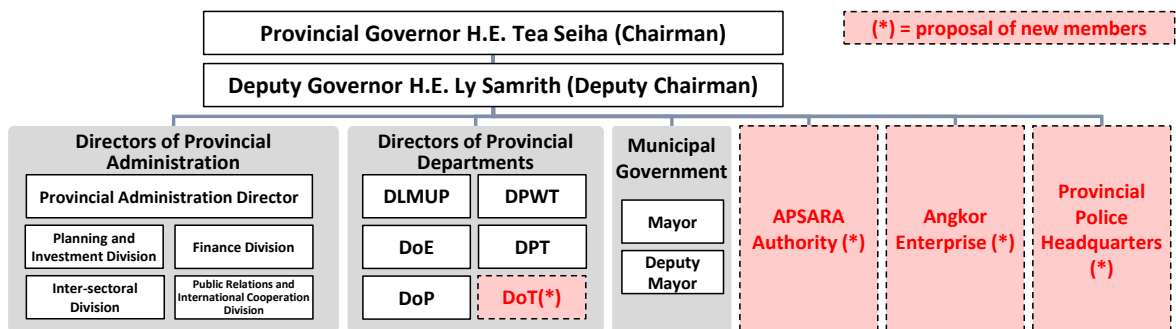 Provincial Governor H.E. Tea Seiha (Chairman)
(*) = proposal of new members
Deputy Governor H.E. Ly Samrith (Deputy Chairman)
Directors of Provincial
Administration
Provincial Administration Director
Planning and
Investment Division
Finance Division
Inter-sectoral
Division
Public Relations and
International Cooperation
Division
Directors of Provincial
Departments
DLMUP
DPWT
DoE
DPT
DoP
DoT(*)
Municipal
Government
Mayor
Deputy
Mayor
APSARA
Authority (*)
Angkor
Enterprise (*)
Provincial
Police
Headquarters
(*)